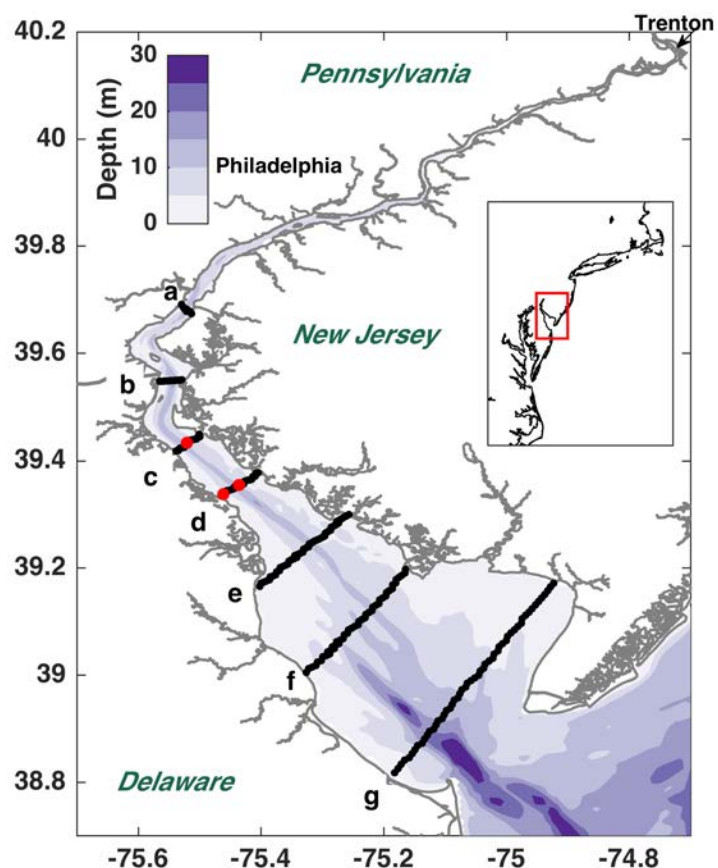 Trenton
40.2
30
Pennsylvania
Depth (m)
20
40
10
Philadelphia
0
39.8
a
39.6
New Jersey
b
39.4
c
d
39.2
e
39
f
38.8
Delaware
g
-75.6
-75.4
-75.2
-75
-74.8